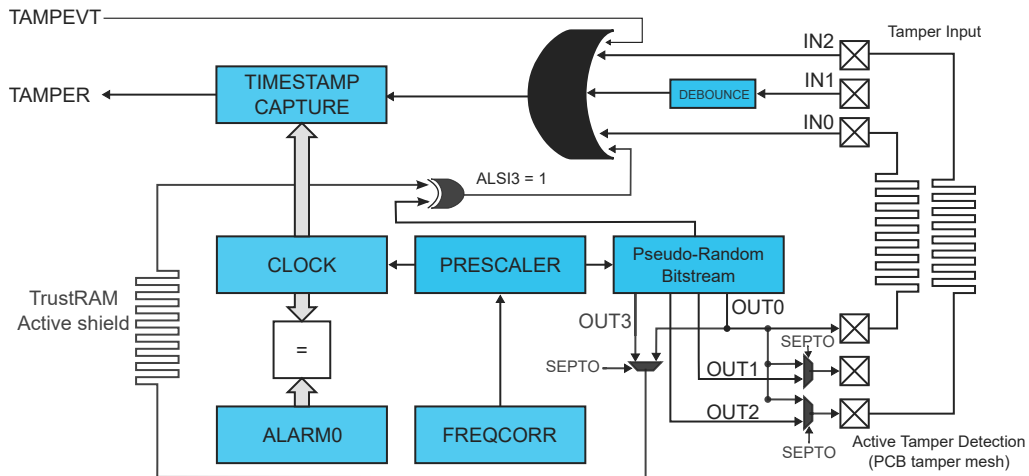 TAMPEVT
Tamper Input
IN2
TIMESTAMP
CAPTURE
TAMPER
DEBOUNCE
IN1
IN0
ALSI3 = 1
CLOCK
PRESCALER
Pseudo-Random
Bitstream
TrustRAM
Active shield
OUT3
OUT0
SEPTO
=
SEPTO
OUT1
OUT2
ALARM0
FREQCORR
SEPTO
Active Tamper Detection
(PCB tamper mesh)